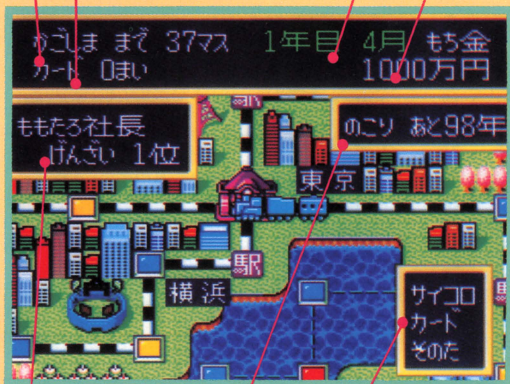 かごしま まで 37マス 1年目 4月 もち金
カード 0まい 1000万円
ももたろ社長
げんざい 1位
のこり あと98年
駅
東京
駅
横浜
サイコロ
カード
そのた